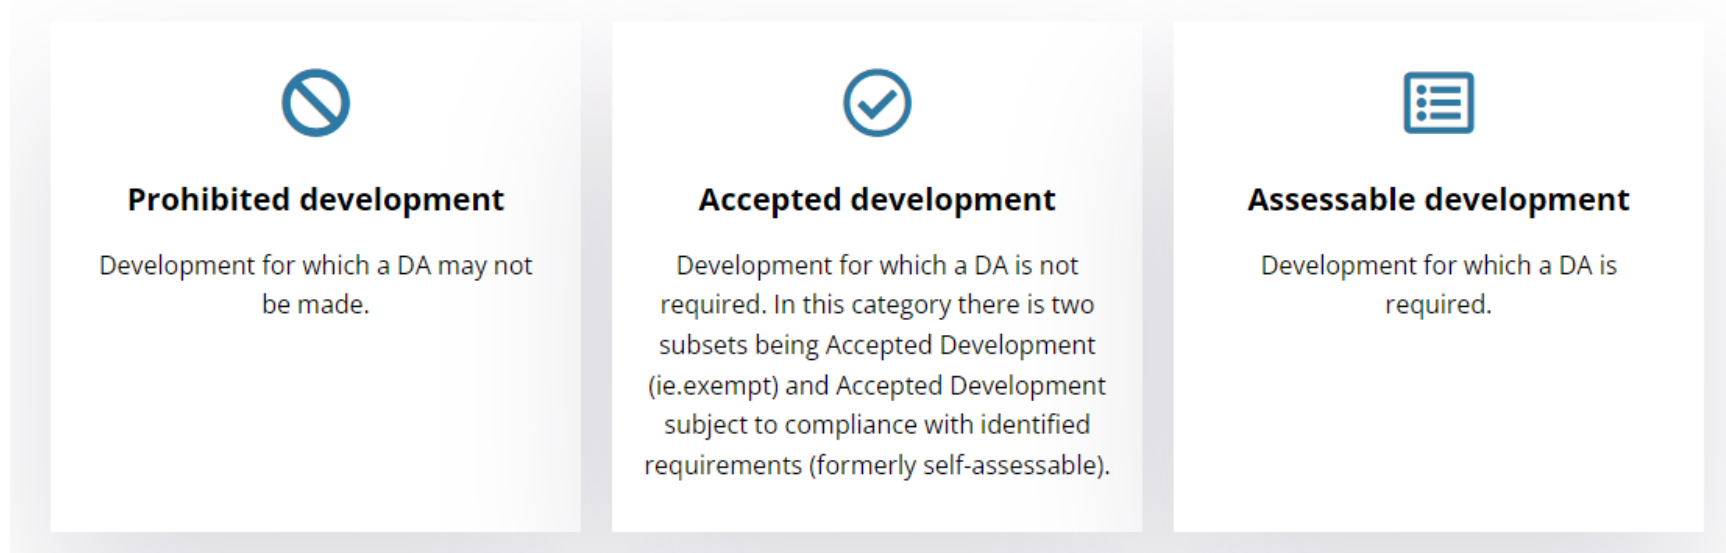 Prohibited development
Development for which a DA may not
be made.
Accepted development
Development for which a DA is not
required. In this category there is two
subsets being Accepted Development
(ie.exempt) and Accepted Development
subject to compliance with identified
requirements (formerly self-assessable).
Assessable development
Development for which a DA is
required.